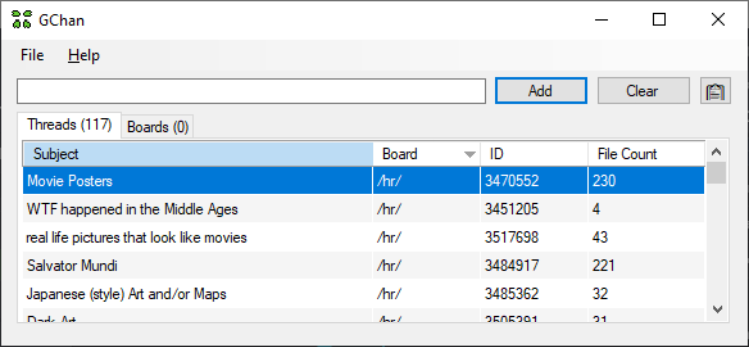 GChan
File Help
Add Clear
Threads (117) Boards (0)
Subject Board ID File Count
Movie Posters /hr/ 3470552 230
WTF happened in the Middle Ages /hr/ 3451205 4
real life pictures that look like movies /hr/ 3517698 43
Salvator Mundi /hr/ 3484917 221
Japanese (style) Art and/or Maps /hr/ 3485362 32
Dark Art /hr/ 3505391 31